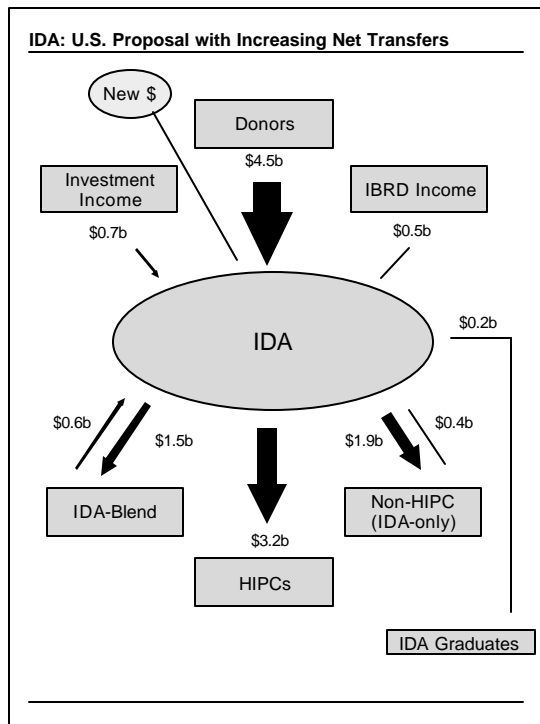 IDA: U.S. Proposal with Increasing Net Transfers
New $
Donors
$4.5b
Investment
Income
$0.7b
IBRD Income
$0.5b
IDA
$0.2b
$0.6b
$1.5b
$1.9b
$0.4b
IDA-Blend
Non-HIPC
(IDA-only)
$3.2b
HIPCs
IDA Graduates